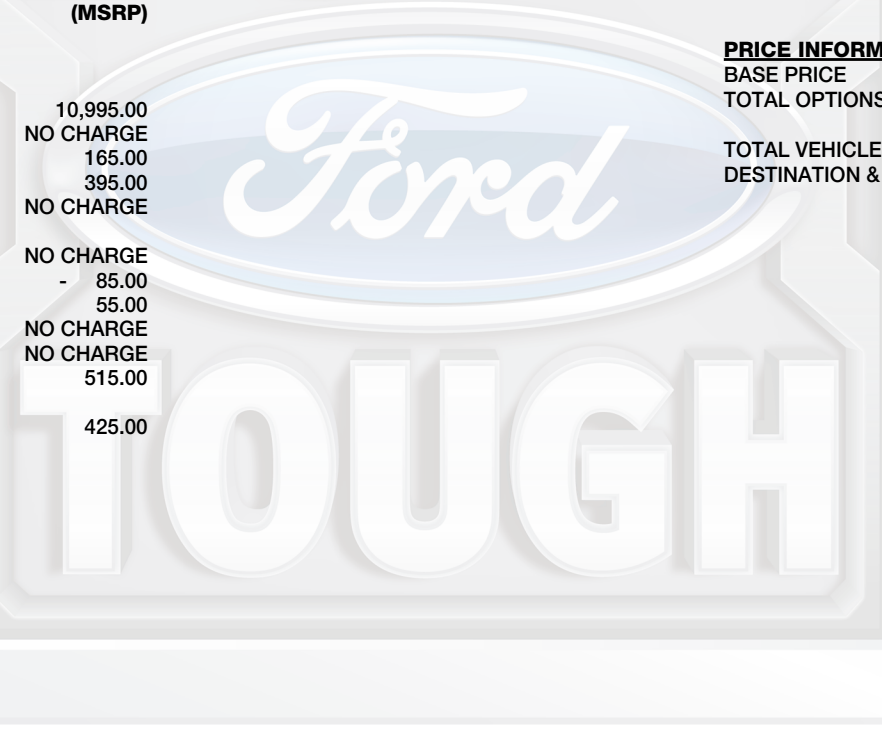 (MSRP)
10,995.00
NO CHARGE
165.00
395.00
NO CHARGE
NO CHARGE
- 85.00
55.00
NO CHARGE
NO CHARGE
515.00
425.00
PRICE INFORM
BASE PRICE
TOTAL OPTIONS
TOTAL VEHICLE
DESTINATION &
Ford
TOUGH